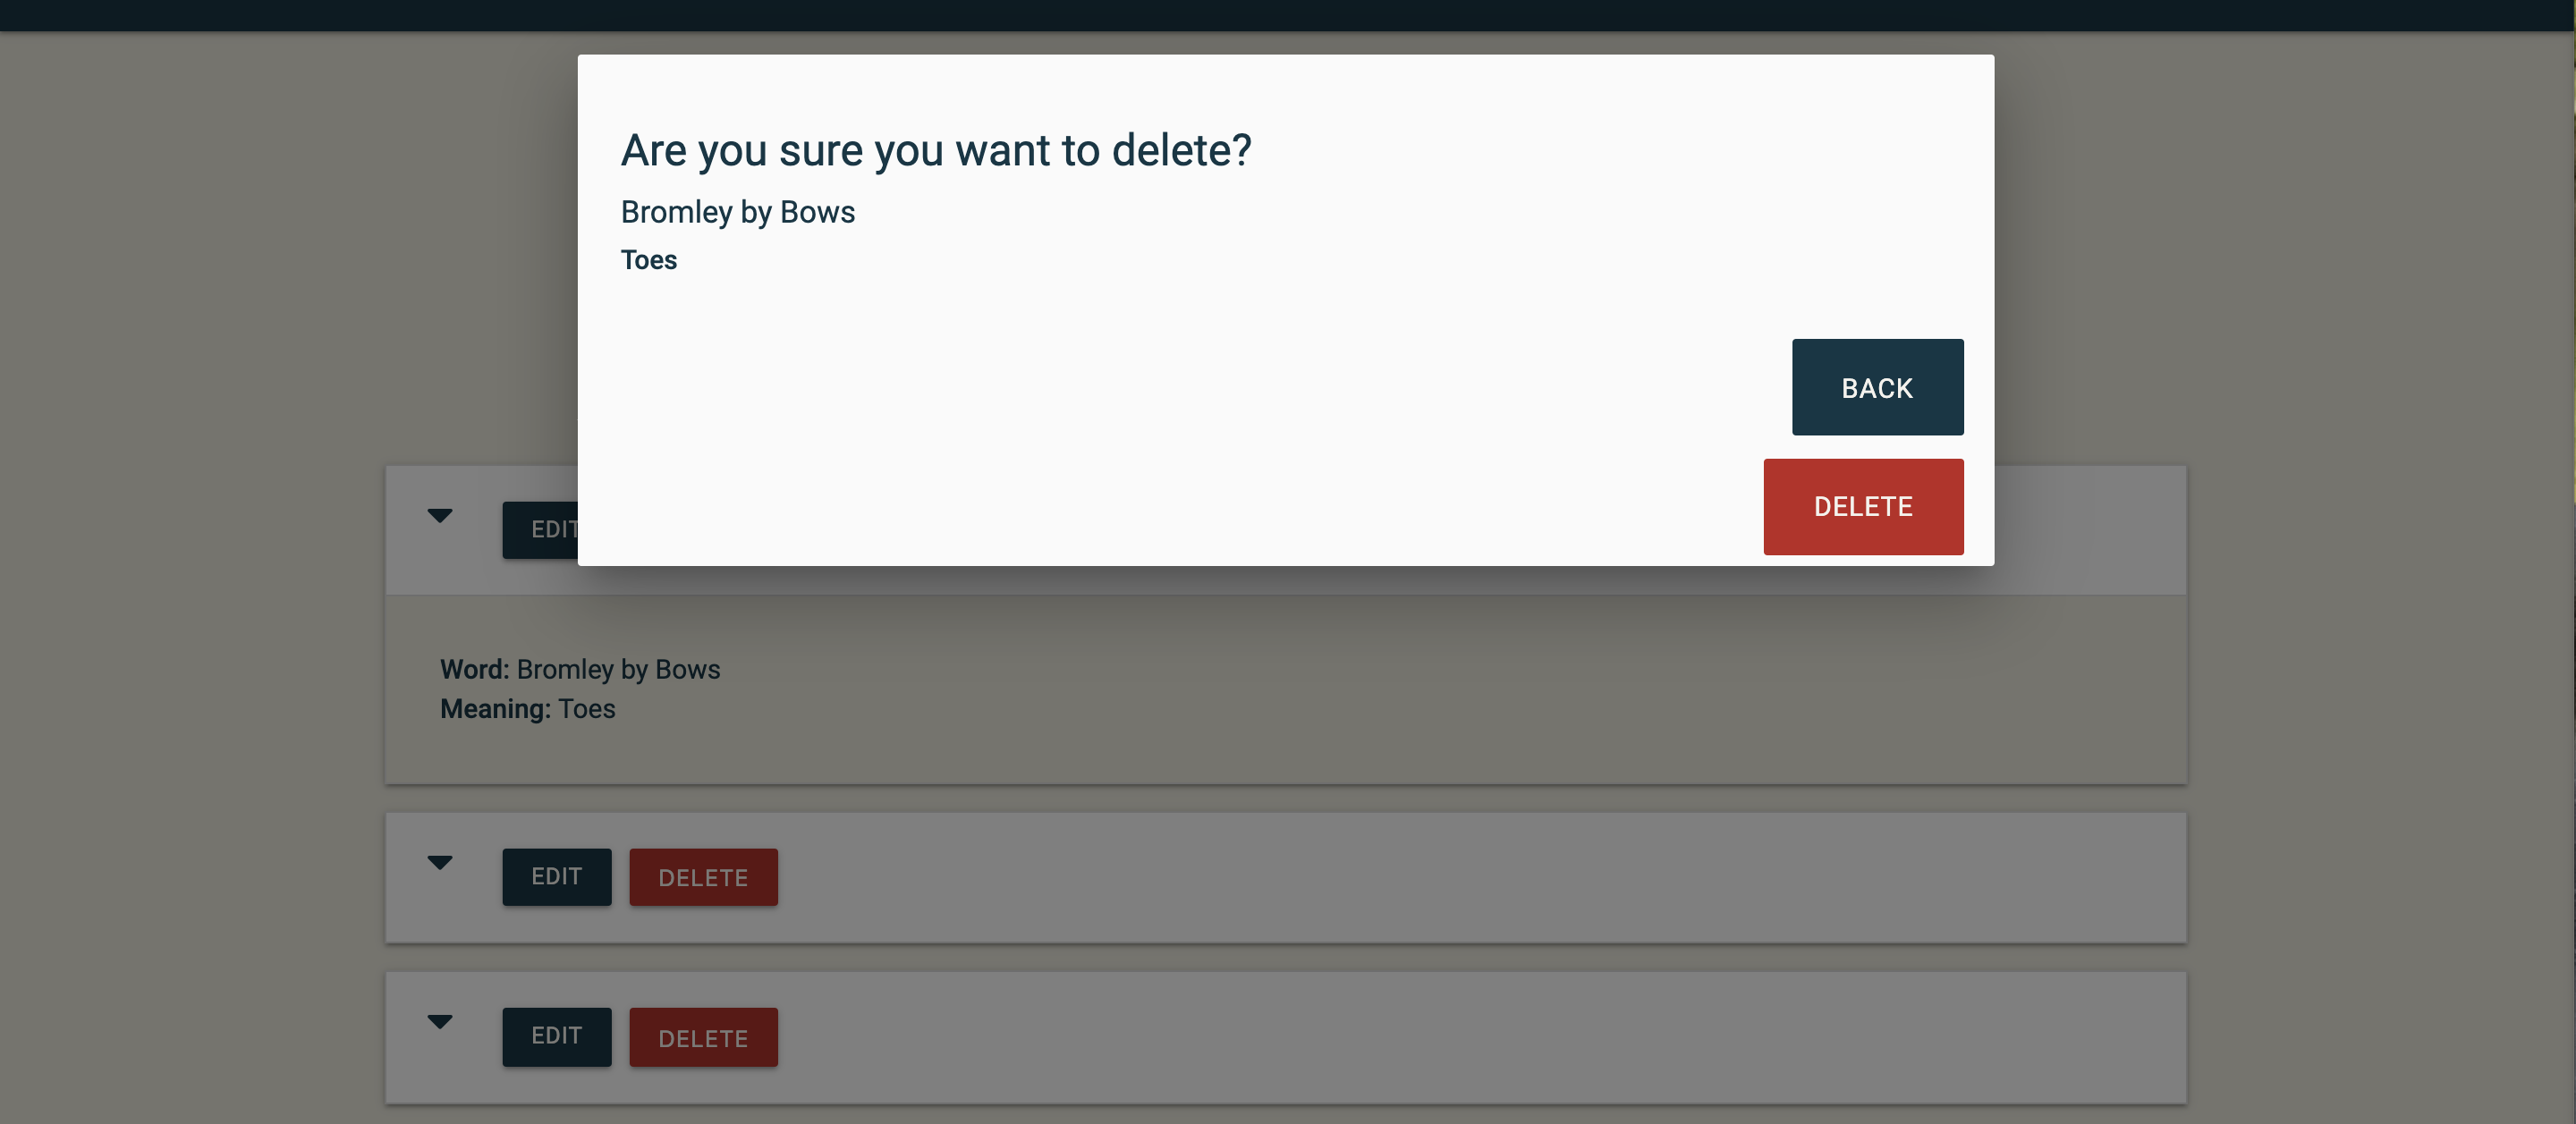 Are you sure you want to delete?
Bromley by Bows
Toes
BACK
DELETE
EDIT
Word: Bromley by Bows
Meaning: Toes
EDIT DELETE
EDIT DELETE